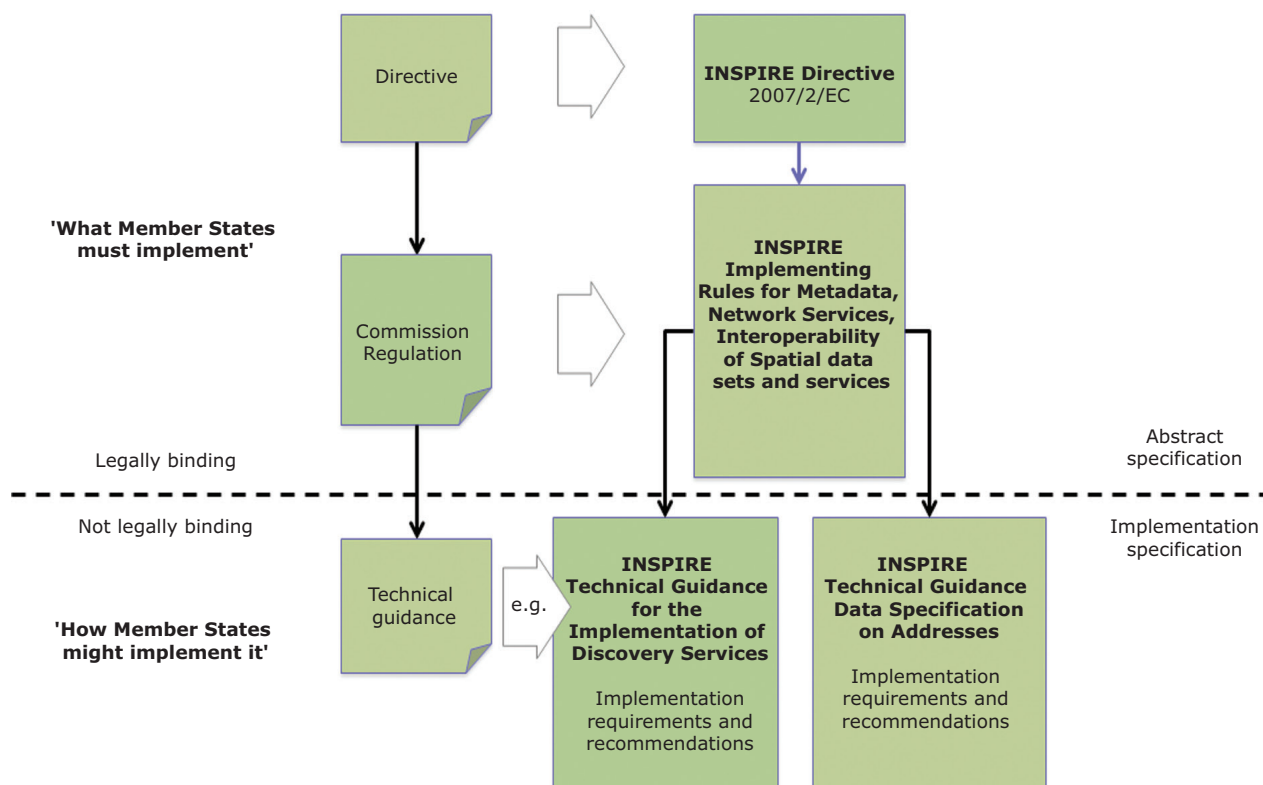 Directive
INSPIRE Directive
2007/2/EC
'What Member States
must implement'
Commission
Regulation
INSPIRE
Implementing
Rules for Metadata,
Network Services,
Interoperability
of Spatial data
sets and services
Legally binding
Abstract
specification
Not legally binding
Implementation
specification
'How Member States
might implement it'
Technical
guidance
e.g.
INSPIRE
Technical Guidance
for the
Implementation of
Discovery Services
Implementation
requirements and
recommendations
INSPIRE
Technical Guidance
Data Specification
on Addresses
Implementation
requirements and
recommendations